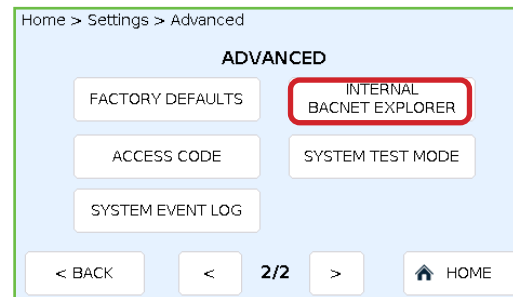 Home > Settings > Advanced
ADVANCED
FACTORY DEFAULTS
INTERNAL
BACNET EXPLORER
ACCESS CODE
SYSTEM TEST MODE
SYSTEM EVENT LOG
< BACK
<
2/2
>
HOME